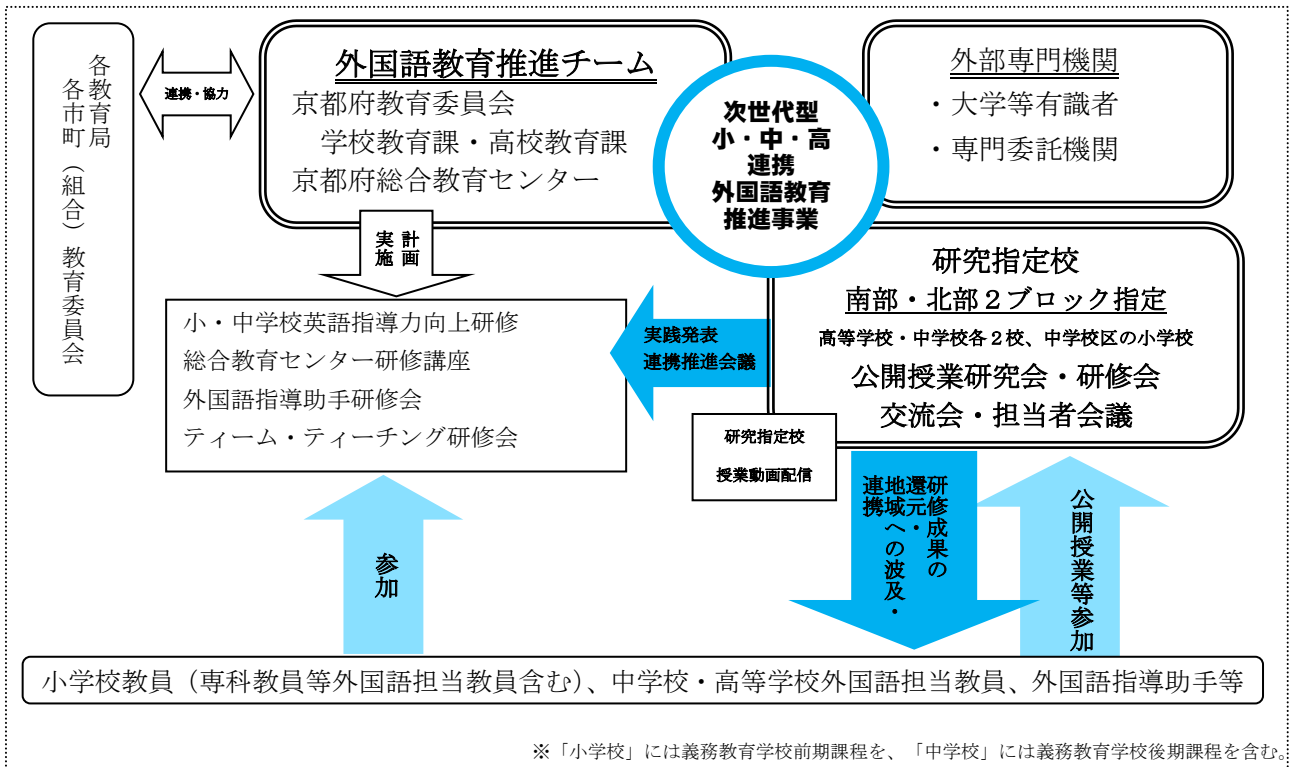 各教育局
各市町（組合）教育委員会
連携・協力
外国語教育推進チーム
京都府教育委員会
学校教育課・高校教育課
京都府総合教育センター
次世代型
小・中・高
連携
外国語教育
推進事業
外部専門機関
・大学等有識者
・専門委託機関
計画
実施
研究指定校
南部・北部２ブロック指定
高等学校・中学校各２校、中学校区の小学校
公開授業研究会・研修会
交流会・担当者会議
小・中学校英語指導力向上研修
総合教育センター研修講座
外国語指導助手研修会
ティーム・ティーチング研修会
実践発表
連携推進会議
研究指定校
授業動画配信
研修成果の
還元・
地域への波及・
連携
公開授業等参加
参加
小学校教員（専科教員等外国語担当教員含む）、中学校・高等学校外国語担当教員、外国語指導助手等
※「小学校」には義務教育学校前期課程を、「中学校」には義務教育学校後期課程を含む。